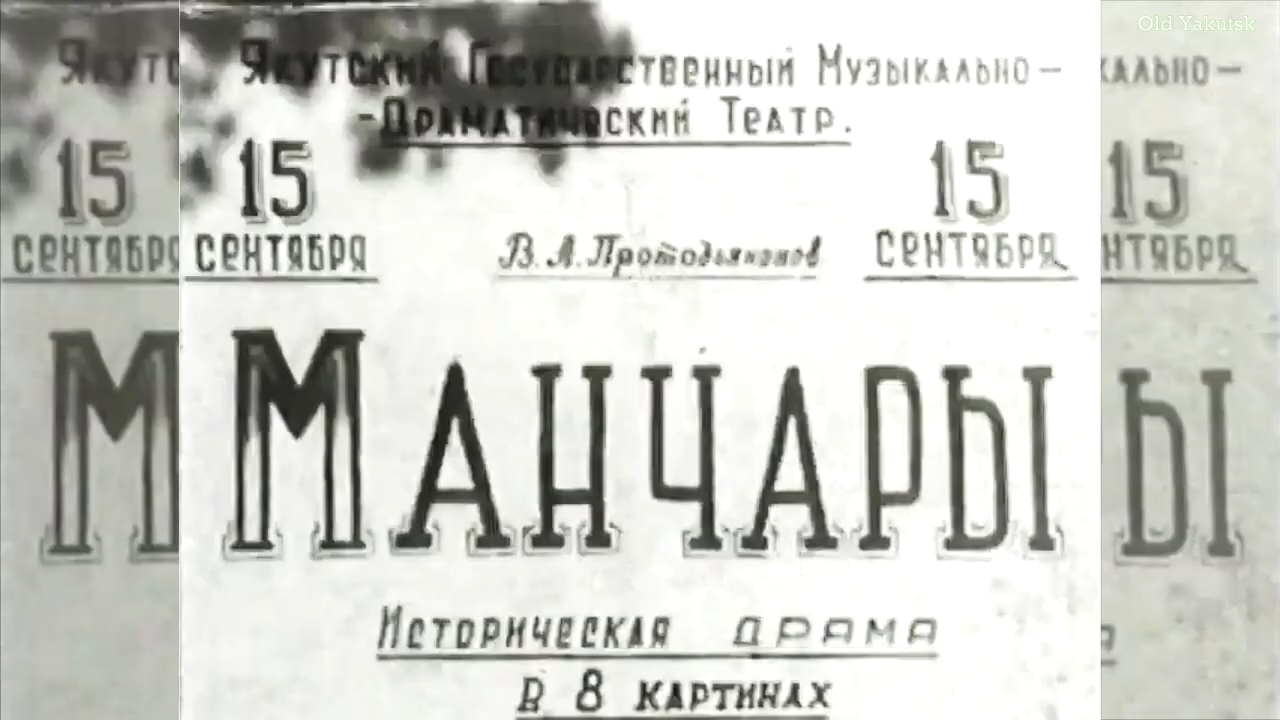 Old Yakutsk
Якутский Государственный Музыкально-
-Драматический Театр.
15 15
сентября сентября
В. А. Протодьяконов
Манчары
Историческая драма
в 8 картинах